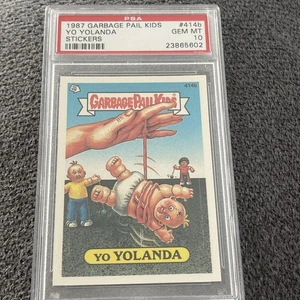 PSA
1987 GARBAGE PAIL KIDS #414b
YO YOLANDA GEM MT
STICKERS 10
23865602
GARBAGE PAIL KIDS
414b
YO YOLANDA